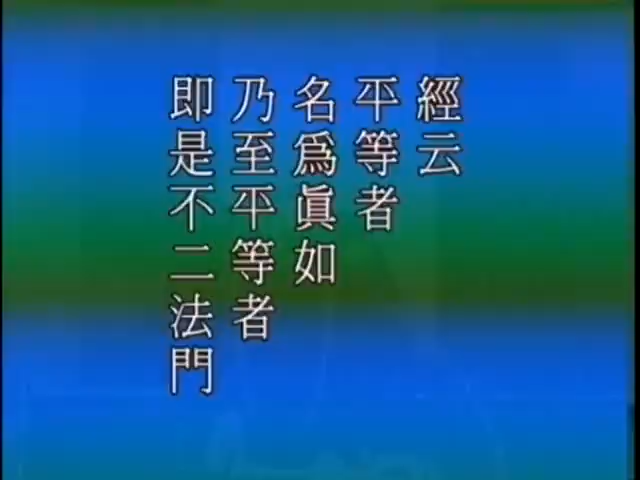 經云
平等者
名爲眞如
乃至平等者
即是不二法門